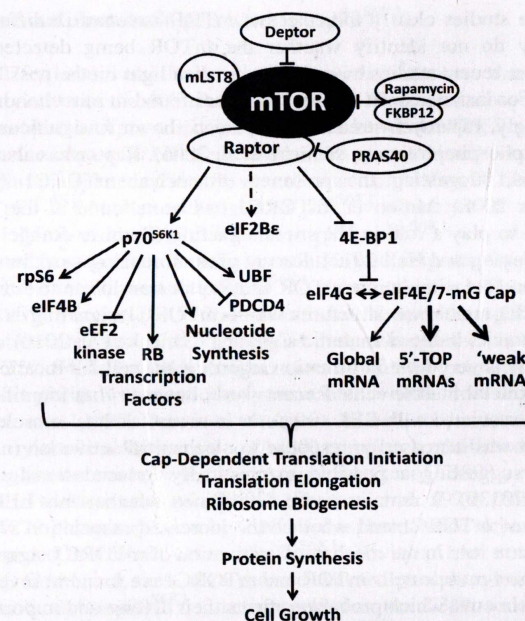 Deptor
mLST8
mTOR
Rapamycin
FKBP12
Raptor
PRAS40
p70S6K1
eIF2Bε
4E-BP1
rpS6
UBF
eIF4B
PDCD4
eIF4G
eIF4E/7-mG Cap
eEF2
kinase
RB
Nucleotide
Synthesis
Transcription
Factor
Global
mRNA
5’-TOP
mRNAs
‘weak
mRNA
Cap-Dependent Translation Initiati
Translation Elongation
Ribosome Biogenesis
Protein Synthesis
Cell Growth